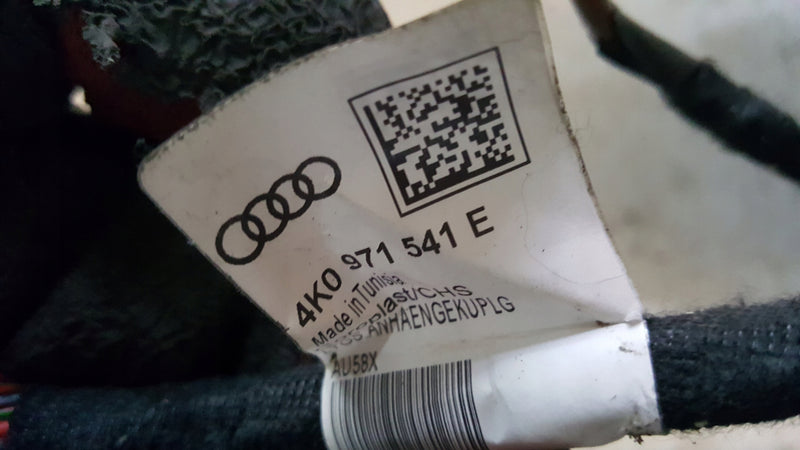 4K0 971 541 E
Made in Tunisia
ANHAENGEKUPLG
AU58X